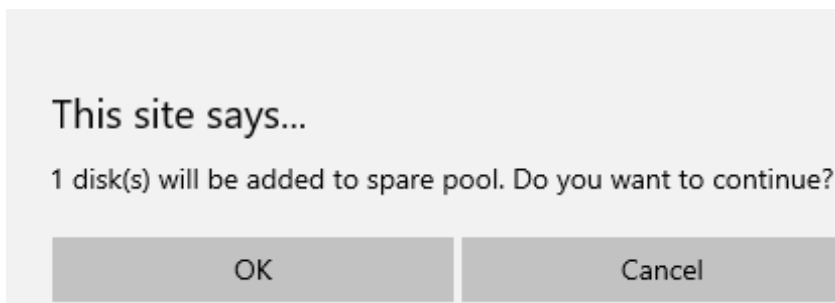 This site says...
1 disk(s) will be added to spare pool. Do you want to continue?
OK
Cancel